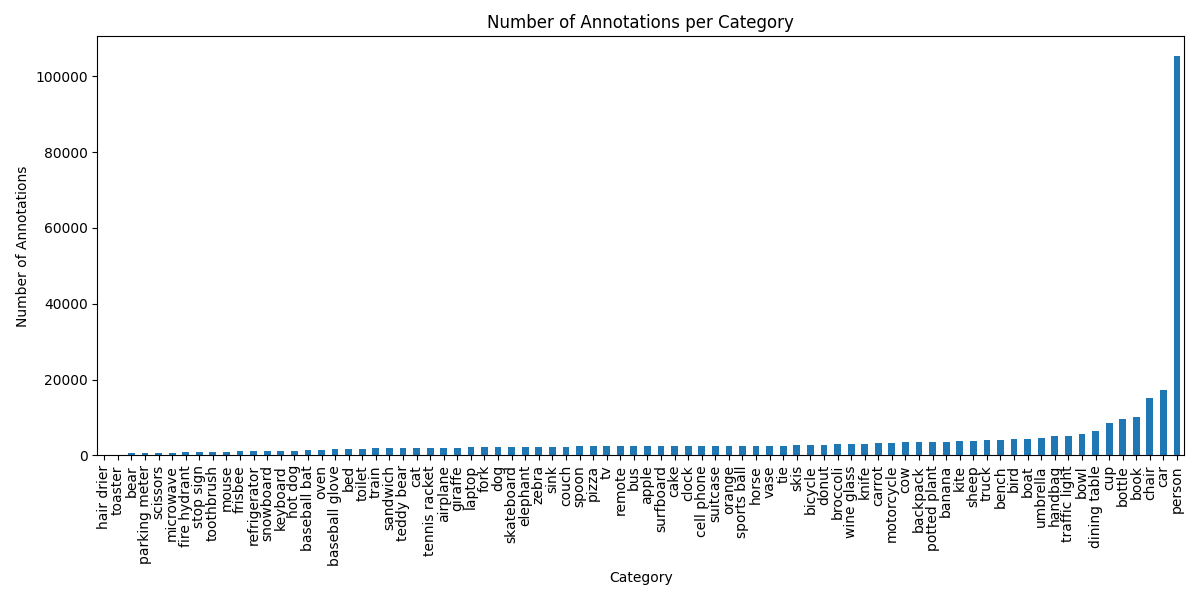 Number of Annotations per Category
Number of Annotations
100000
80000
60000
40000
20000
0
hair drier
toaster
bear
parking meter
scissors
microwave
fire hydrant
stop sign
toothbrush
mouse
frisbee
refrigerator
snowboard
keyboard
hot dog
baseball bat
oven
baseball glove
bed
toilet
train
sandwich
teddy bear
cat
tennis racket
airplane
giraffe
laptop
fork
dog
skateboard
elephant
zebra
sink
couch
spoon
pizza
tv
remote
bus
apple
surfboard
cake
clock
cell phone
suitcase
orange
sports ball
horse
vase
tie
skis
bicycle
donut
broccoli
wine glass
knife
carrot
motorcycle
cow
backpack
potted plant
banana
kite
sheep
truck
bench
bird
boat
umbrella
handbag
traffic light
bowl
dining table
cup
bottle
book
chair
car
person
Category